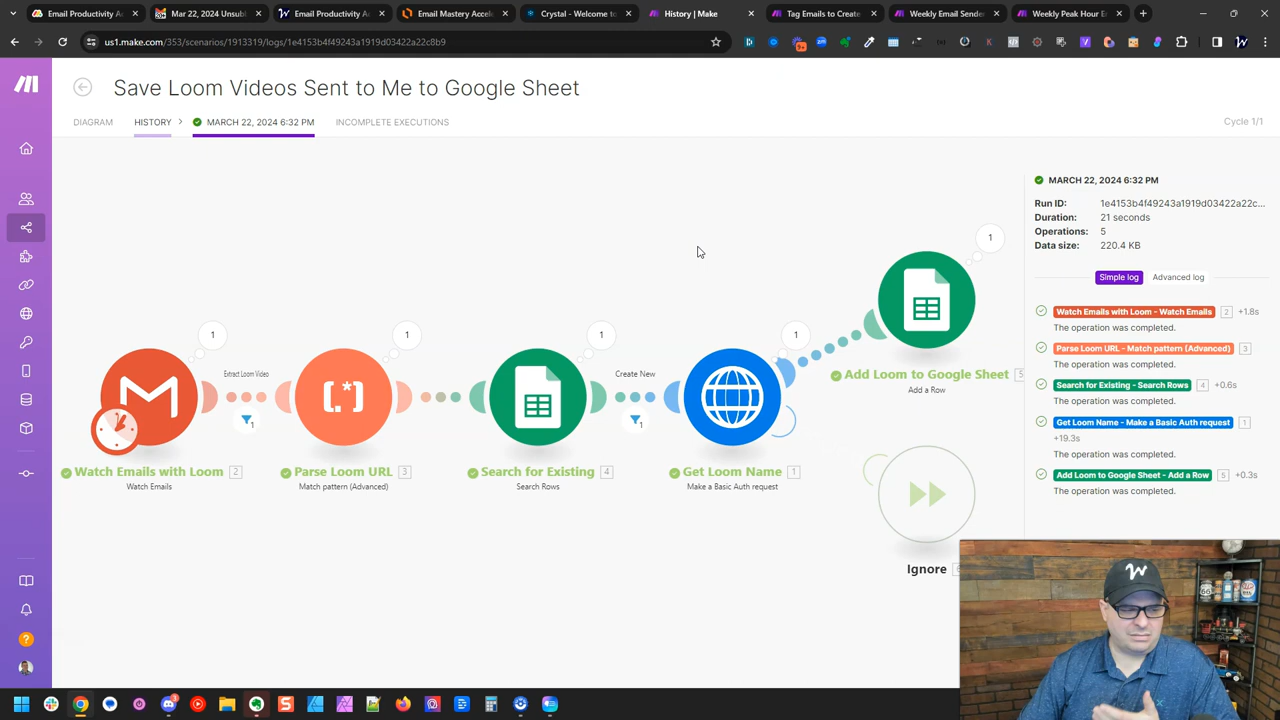 Email Productivity A
Mar 22, 2024 Unsub
Email Productivity A
Email Mastery Accel
Crystal - Welcome to
History | Make
Tag Emails to Create
Weekly Email Sender
Weekly Peak Hour E
us1.make.com/353/scenarios/1913319/logs/1e4153b4f49243a1919d03422a22c8b9
Save Loom Videos Sent to Me to Google Sheet
DIAGRAM
HISTORY
MARCH 22, 2024 6:32 PM
INCOMPLETE EXECUTIONS
Cycle 1/1
MARCH 22, 2024 6:32 PM
Run ID: 1e4153b4f49243a1919d03422a22c...
Duration: 21 seconds
Operations: 5
Data size: 220.4 KB
Simple log Advanced log
Watch Emails with Loom - Watch Emails 2 +1.8s
The operation was completed.
Parse Loom URL - Match pattern (Advanced) 3
The operation was completed.
Search for Existing - Search Rows 4 +0.6s
The operation was completed.
Get Loom Name - Make a Basic Auth request 1
+19.3s
The operation was completed.
Add Loom to Google Sheet - Add a Row 5 +0.3s
The operation was completed.
1
1
1
1
1
Extract Loom Video
1
Create New
1
Watch Emails with Loom 2
Watch Emails
Parse Loom URL 3
Match pattern (Advanced)
Search for Existing 4
Search Rows
Get Loom Name 1
Make a Basic Auth request
Add Loom to Google Sheet 5
Add a Row
Ignore